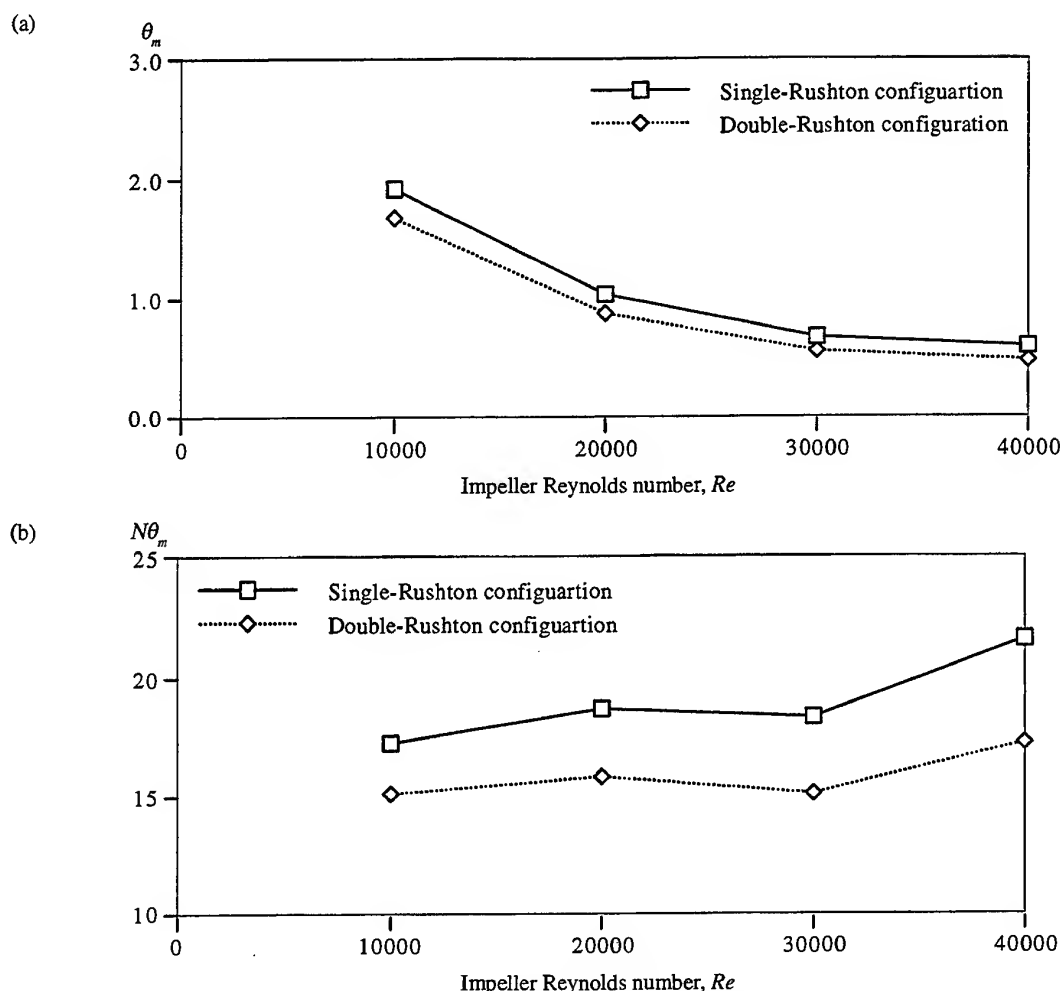 (a)
θm
3.0
Single-Rushton configuartion
Double-Rushton configuration
2.0
1.0
0.0
0 10000 20000 30000 40000
Impeller Reynolds number, Re
(b)
Nθm
25
Single-Rushton configuartion
Double-Rushton configuartion
20
15
10
0 10000 20000 30000 40000
Impeller Reynolds number, Re